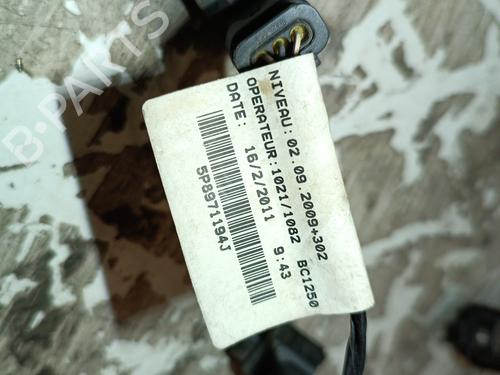 NIVEAU: 02.09.2009+302
OPERATEUR:1021/1082 BC1250
DATE: 16/2/2011 9:43
5P8971194J
B-PARTS